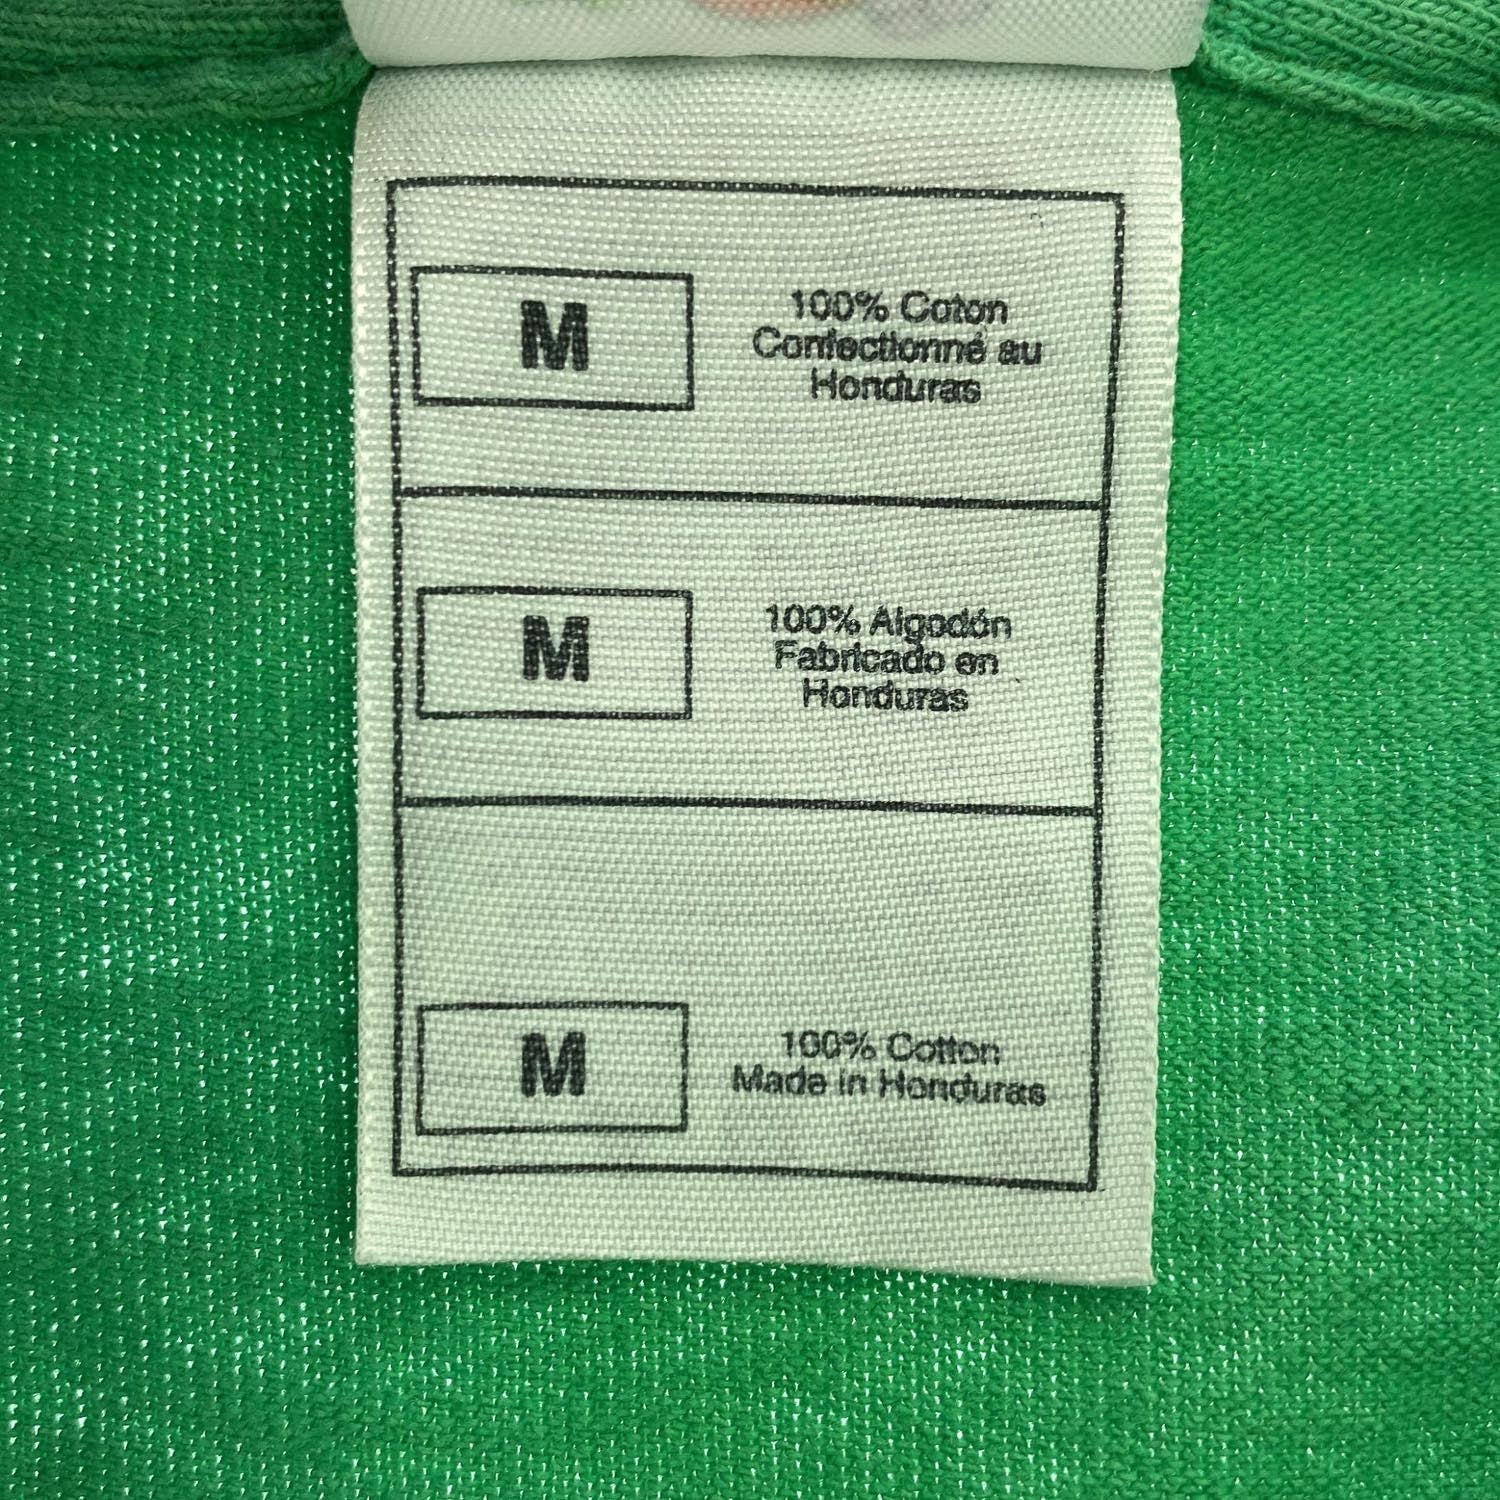 M
100% Coton
Confectionné au
Honduras
M
100% Algodón
Fabricado en
Honduras
M
100% Cotton
Made in Honduras